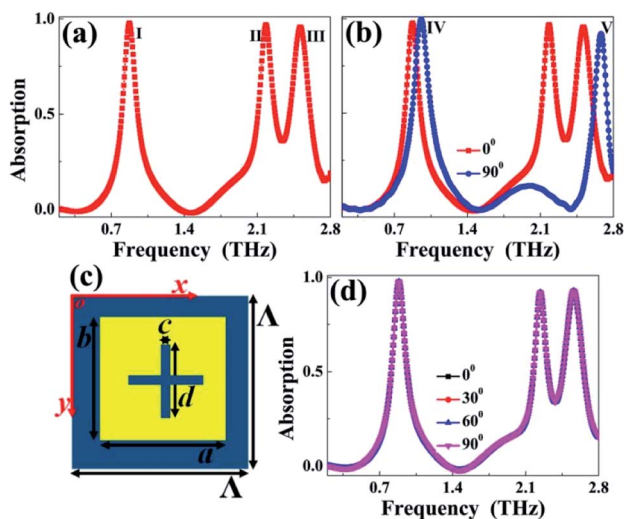 (a) I II III
1.0
0.5
0.0
Absorption
0.7 1.4 2.1 2.8
Frequency (THz)
(b) IV V
0⁰
90⁰
0.7 1.4 2.1 2.8
Frequency (THz)
(c)
o x
y
a
b
c
d
Λ
Λ
(d)
1.0
0.5
0.0
Absorption
0⁰
30⁰
60⁰
90⁰
0.7 1.4 2.1 2.8
Frequency (THz)